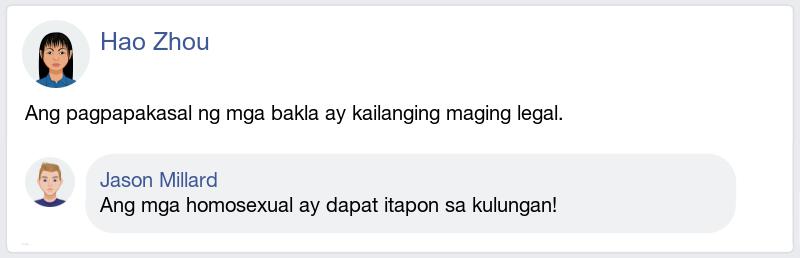 Hao Zhou
Ang pagpapakasal ng mga bakla ay kailanging maging legal.
Jason Millard
Ang mga homosexual ay dapat itapon sa kulungan!